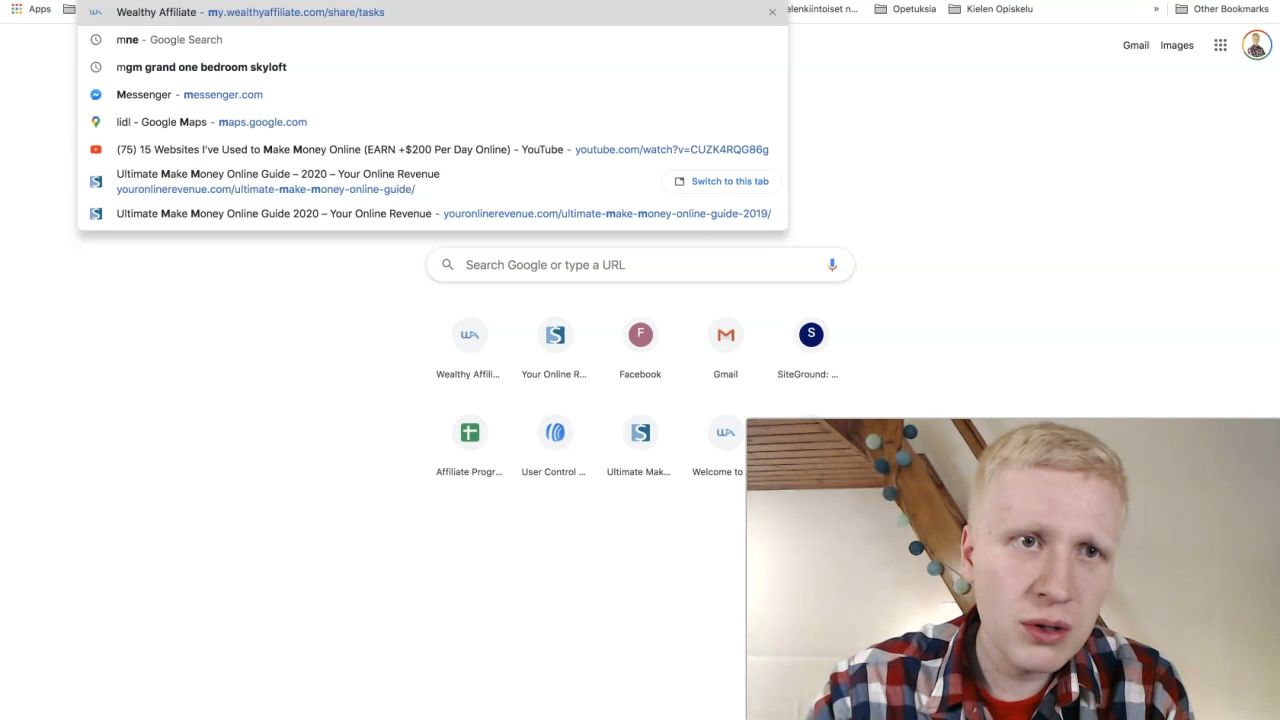 Apps
Wealthy Affiliate - my.wealthyaffiliate.com/share/tasks
elenkiintoiset n...
Opetuksia
Kielen Opiskelu
»
Other Bookmarks
mne - Google Search
Gmail Images
mgm grand one bedroom skyloft
Messenger - messenger.com
lidl - Google Maps - maps.google.com
(75) 15 Websites I've Used to Make Money Online (EARN +$200 Per Day Online) - YouTube - youtube.com/watch?v=CUZK4RQG86g
Ultimate Make Money Online Guide – 2020 – Your Online Revenue
youronlinerevenue.com/ultimate-make-money-online-guide/
Switch to this tab
Ultimate Make Money Online Guide 2020 – Your Online Revenue - youronlinerevenue.com/ultimate-make-money-online-guide-2019/
Search Google or type a URL
WA
S
F
M
S
Wealthy Affili...
Your Online R...
Facebook
Gmail
SiteGround: ...
S
WA
Affiliate Progr...
User Control ...
Ultimate Mak...
Welcome to